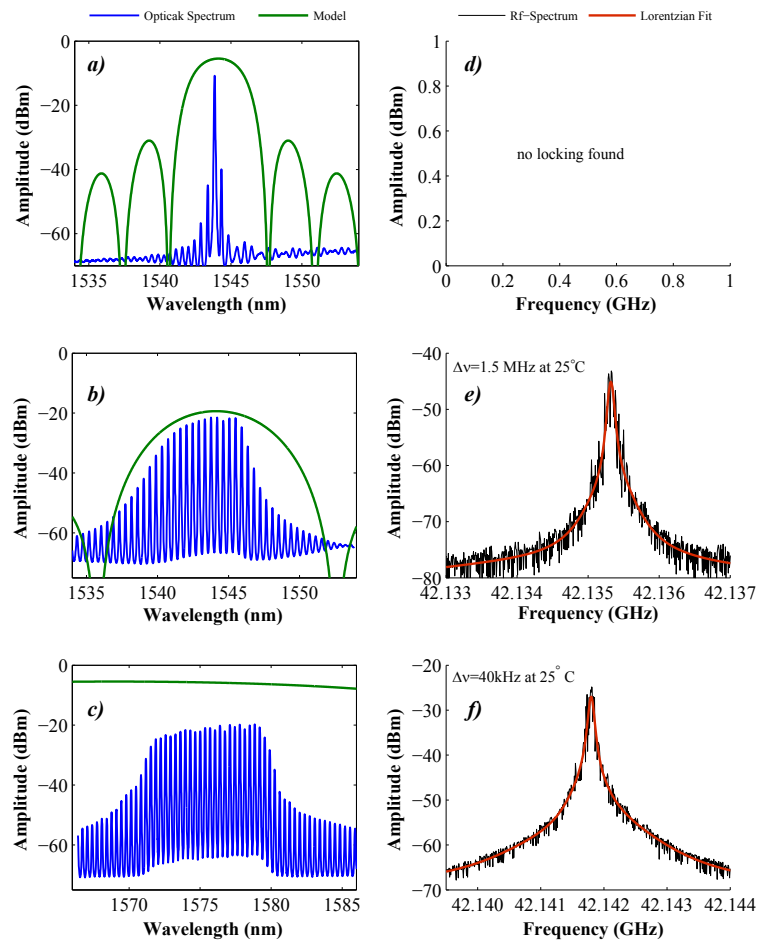 Opticak Spectrum Model
Rf−Spectrum Lorentzian Fit
a)
0
−20
−40
−60
Amplitude (dBm)
1535 1540 1545 1550
Wavelength (nm)
d)
no locking found
1
0.8
0.6
0.4
0.2
0
Amplitude (dBm)
0 0.2 0.4 0.6 0.8 1
Frequency (GHz)
b)
0
−20
−40
−60
Amplitude (dBm)
1535 1540 1545 1550
Wavelength (nm)
Δν=1.5 MHz at 25°C
e)
−40
−50
−60
−70
−80
Amplitude (dBm)
42.133 42.134 42.135 42.136 42.137
Frequency (GHz)
c)
0
−20
−40
−60
Amplitude (dBm)
1570 1575 1580 1585
Wavelength (nm)
Δν=40kHz at 25° C
f)
−20
−30
−40
−50
−60
−70
Amplitude (dBm)
42.140 42.141 42.142 42.143 42.144
Frequency (GHz)